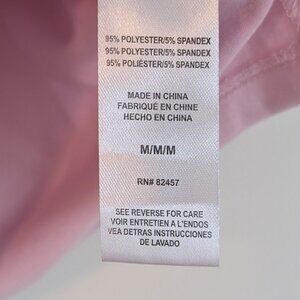 95% POLYESTER/5% SPANDEX
95% POLYESTER/5% SPANDEX
95% POLIÉSTER/5% SPANDEX
MADE IN CHINA
FABRIQUÉ EN CHINE
HECHO EN CHINA
M/M/M
RN# 82457
SEE REVERSE FOR CARE
VOIR ENTRETIEN A L'ENDOS
VEA DETRAS INSTRUCCIONES
DE LAVADO